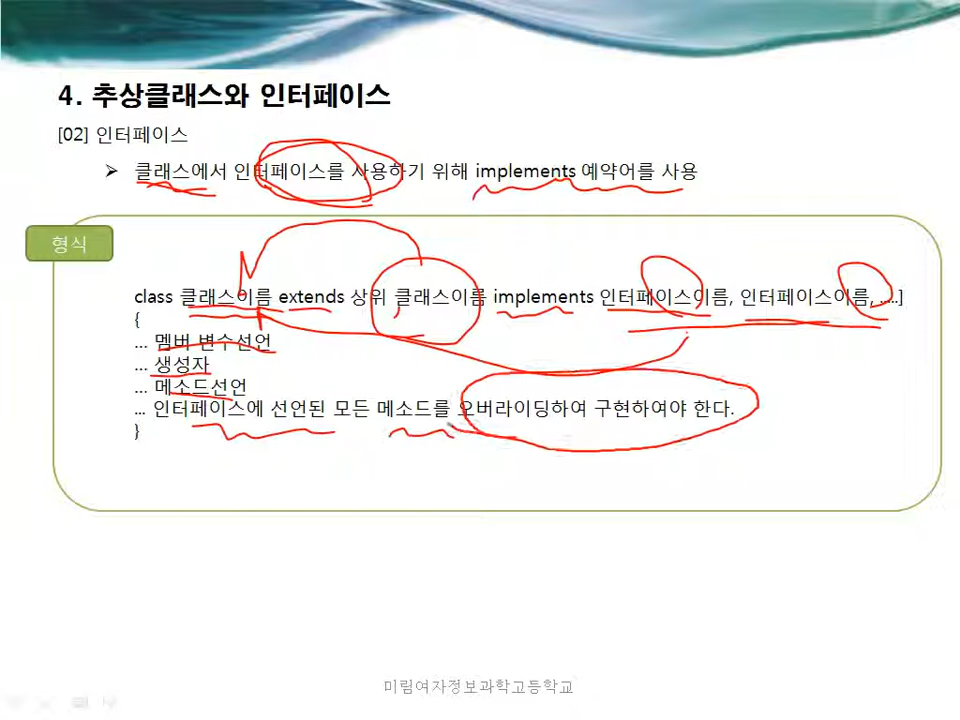 4. 추상클래스와 인터페이스
[02] 인터페이스
➢ 클래스에서 인터페이스를 사용하기 위해 implements 예약어를 사용
형식
class 클래스이름 extends 상위 클래스이름 implements 인터페이스이름, 인터페이스이름, ....]
{
... 멤버 변수선언
... 생성자
... 메소드선언
... 인터페이스에 선언된 모든 메소드를 오버라이딩하여 구현하여야 한다.
}
미림여자정보과학고등학교